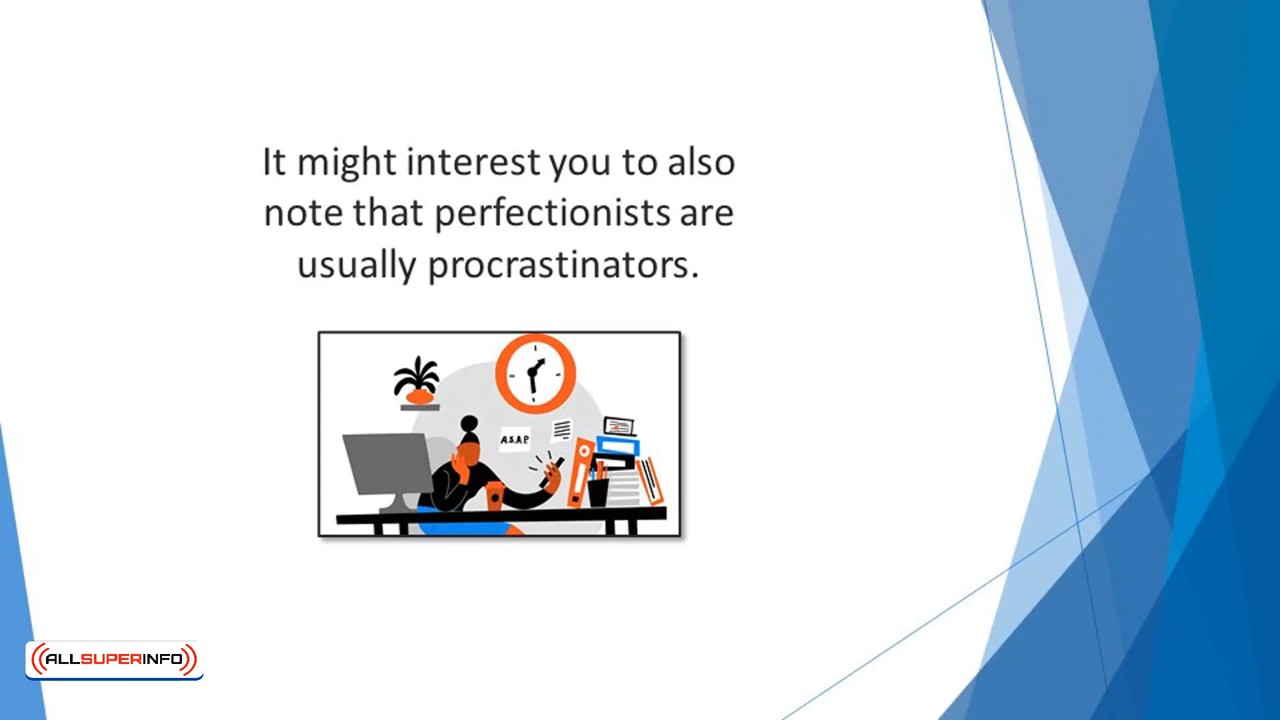 It might interest you to also
note that perfectionists are
usually procrastinators.
A.S.A.P
ALLSUPERINFO